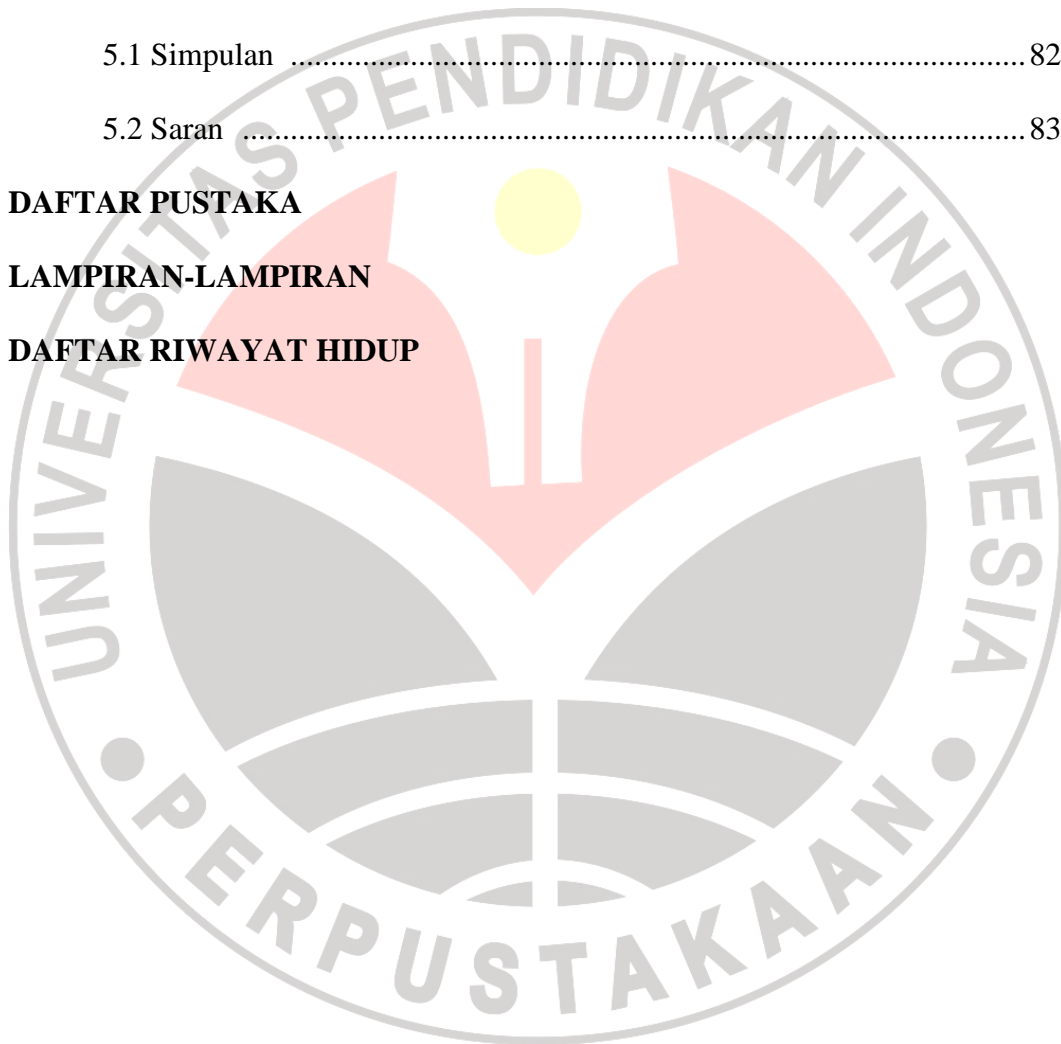 5.1 Simpulan ................................................................................................ 82
5.2 Saran ...................................................................................................... 83
DAFTAR PUSTAKA
LAMPIRAN-LAMPIRAN
DAFTAR RIWAYAT HIDUP
UNIVERSITAS PENDIDIKAN INDONESIA
PERPUSTAKAAN